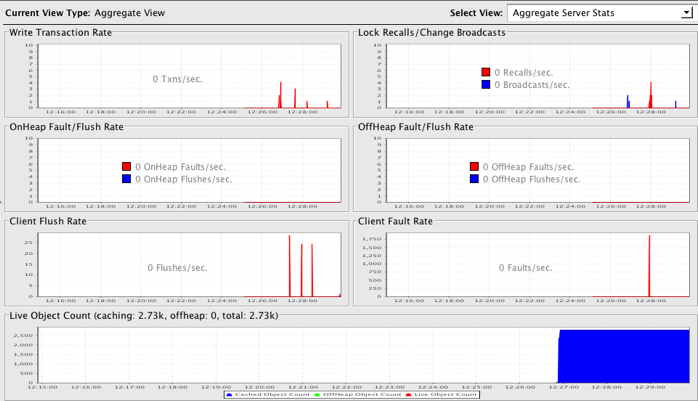 Current View Type: Aggregate View
Select View: Aggregate Server Stats
Write Transaction Rate
10
9
8
7
6
5
4
3
2
1
0
0 Txns/sec.
12:16:00 12:18:00 12:20:00 12:22:00 12:24:00 12:26:00 12:28:00
Lock Recalls/Change Broadcasts
10
9
8
7
6
5
4
3
2
1
0
0 Recalls/sec.
0 Broadcasts/sec.
12:16:00 12:18:00 12:20:00 12:22:00 12:24:00 12:26:00 12:28:00
OnHeap Fault/Flush Rate
10
9
8
7
6
5
4
3
2
1
0
0 OnHeap Faults/sec.
0 OnHeap Flushes/sec.
12:16:00 12:18:00 12:20:00 12:22:00 12:24:00 12:26:00 12:28:00
OffHeap Fault/Flush Rate
10
9
8
7
6
5
4
3
2
1
0
0 OffHeap Faults/sec.
0 OffHeap Flushes/sec.
12:16:00 12:18:00 12:20:00 12:22:00 12:24:00 12:26:00 12:28:00
Client Flush Rate
25
20
15
10
5
0
0 Flushes/sec.
12:16:00 12:18:00 12:20:00 12:22:00 12:24:00 12:26:00 12:28:00
Client Fault Rate
1,750
1,500
1,250
1,000
750
500
250
0
0 Faults/sec.
12:16:00 12:18:00 12:20:00 12:22:00 12:24:00 12:26:00 12:28:00
Live Object Count (caching: 2.73k, offheap: 0, total: 2.73k)
2,500
2,000
1,500
1,000
500
0
12:15:00 12:16:00 12:17:00 12:18:00 12:19:00 12:20:00 12:21:00 12:22:00 12:23:00 12:24:00 12:25:00 12:26:00 12:27:00 12:28:00 12:29:00
Cached Object Count OffHeap Object Count Live Object Count